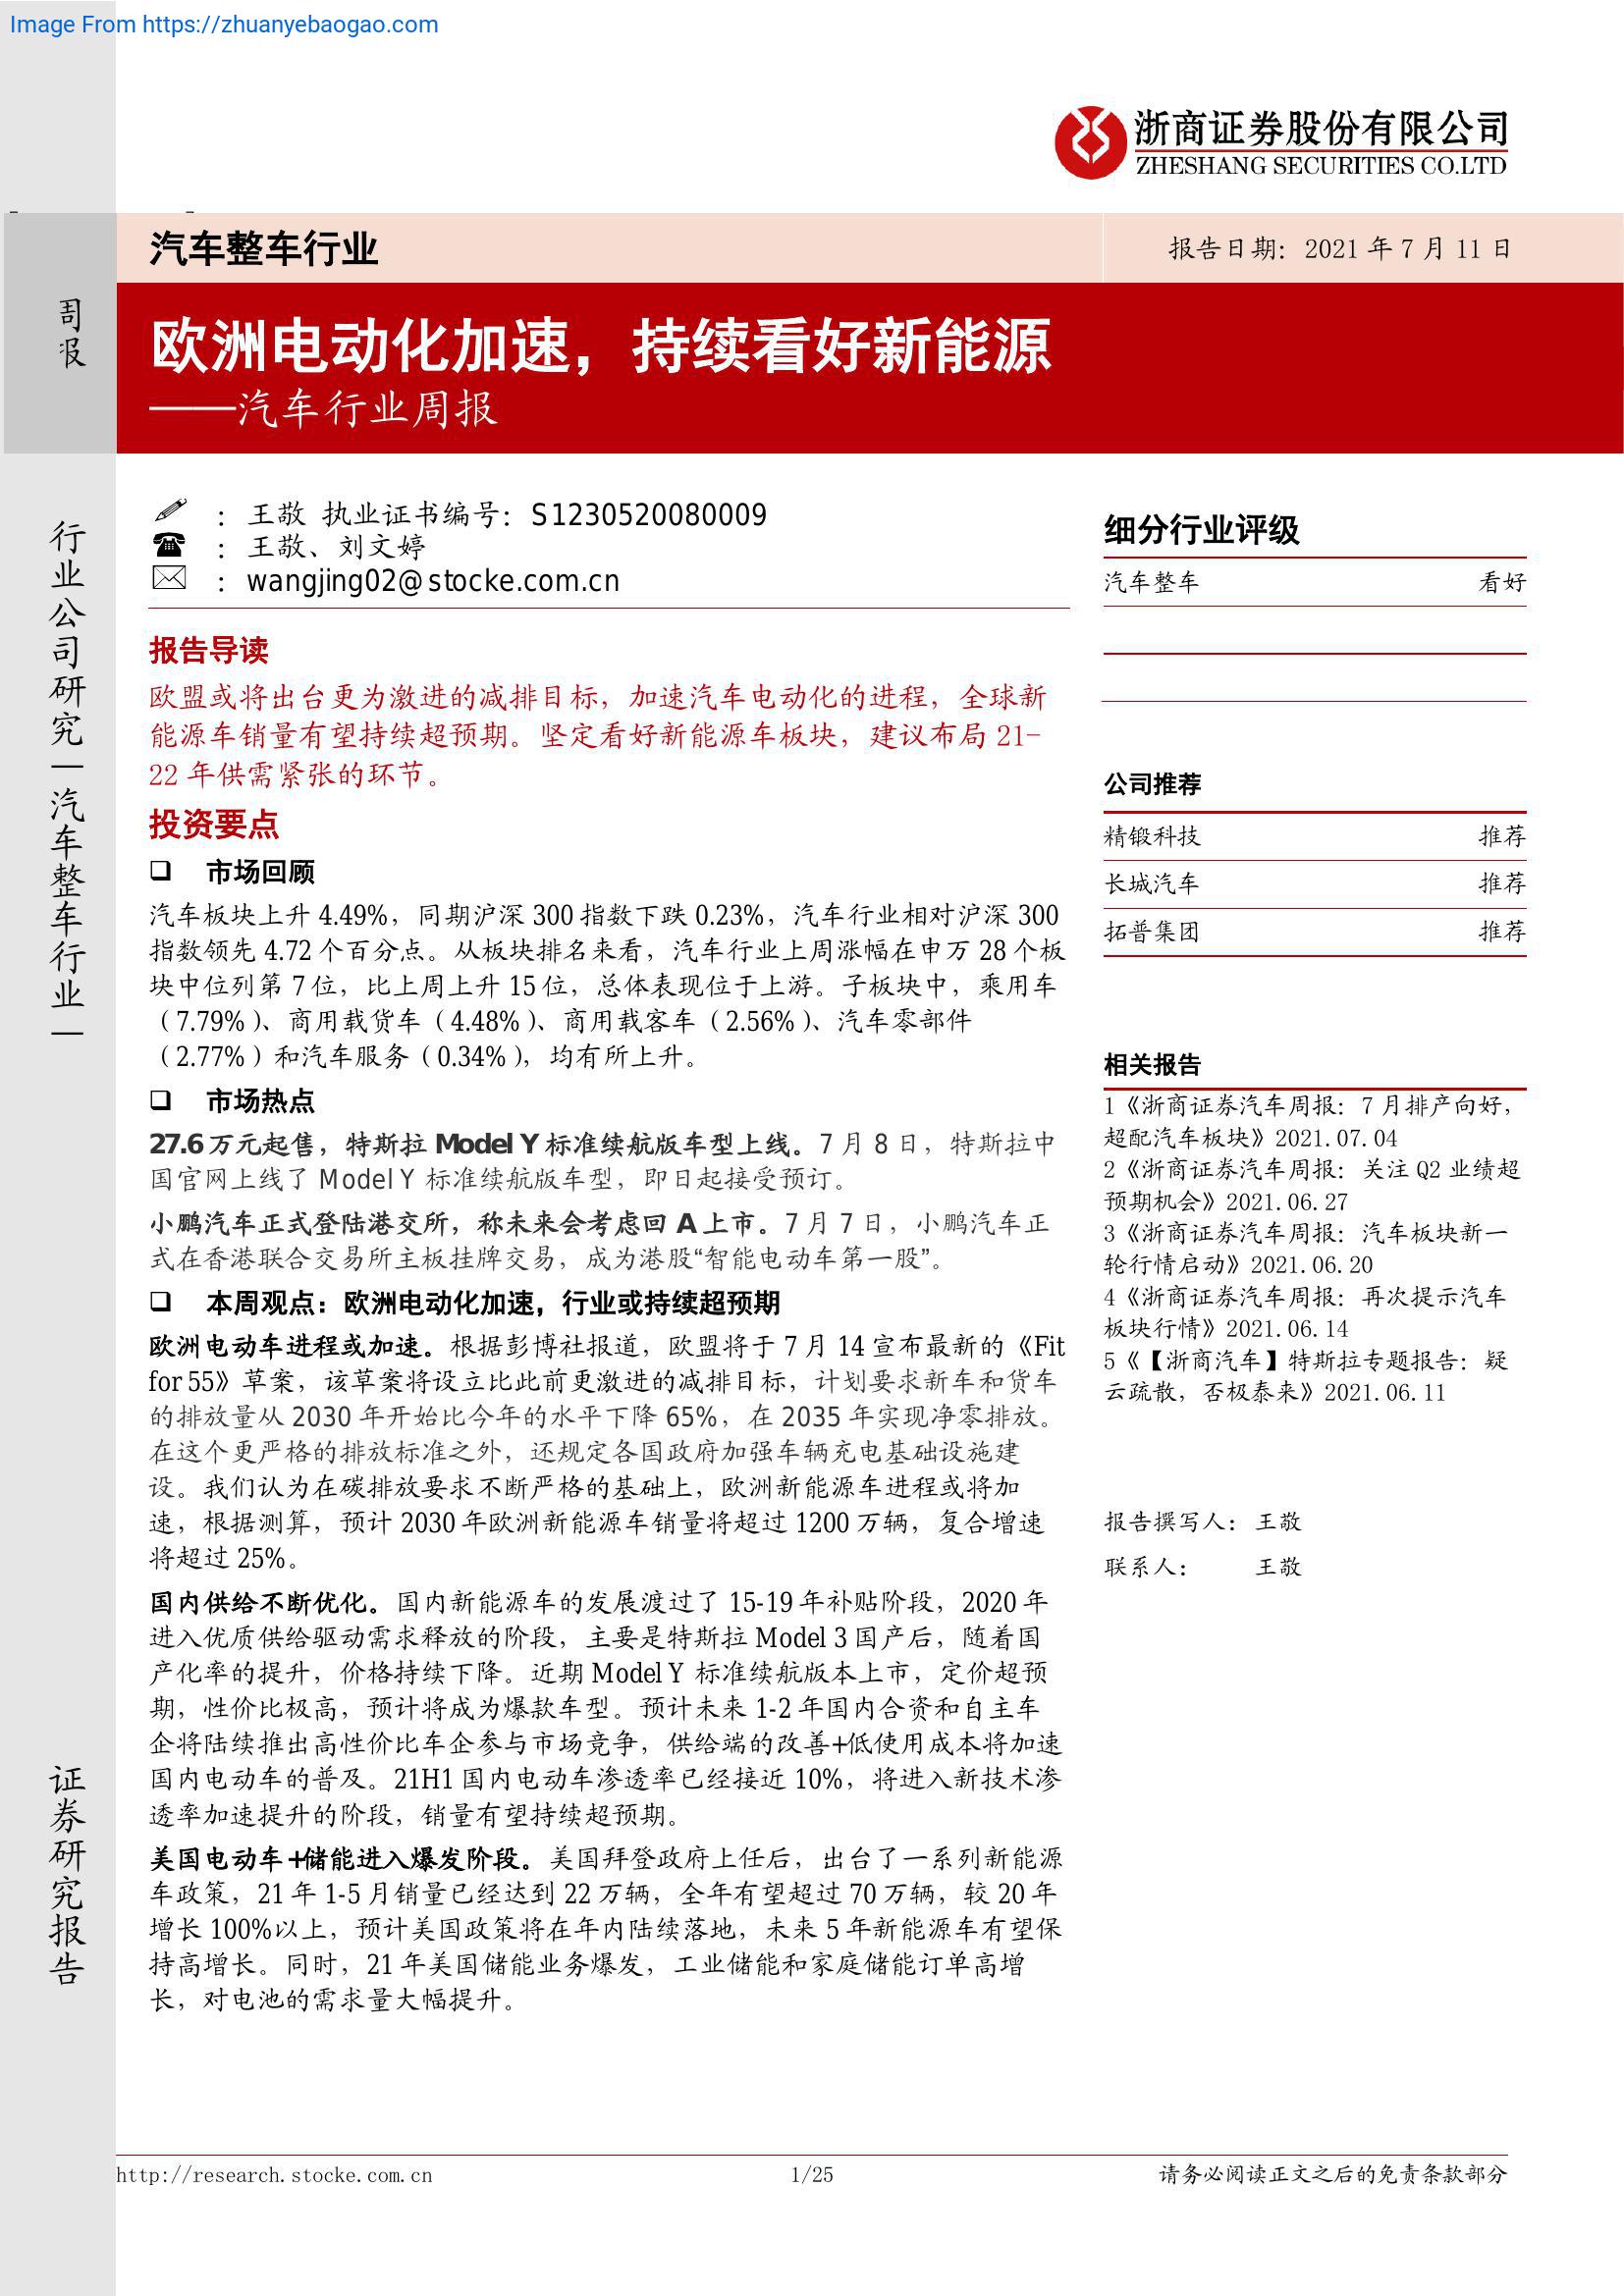 Image From https://zhuanyebaogao.com
浙商证券股份有限公司
ZHESHANG SECURITIES CO.LTD
汽车整车行业
报告日期：2021 年 7 月 11 日
周报
欧洲电动化加速，持续看好新能源
——汽车行业周报
行业公司研究—汽车整车行业—
证券研究报告
： 王敬 执业证书编号：S1230520080009
： 王敬、刘文婷
： wangjing02@stocke.com.cn
报告导读
欧盟或将出台更为激进的减排目标，加速汽车电动化的进程，全球新
能源车销量有望持续超预期。坚定看好新能源车板块，建议布局 21-
22 年供需紧张的环节。
投资要点
❑ 市场回顾
汽车板块上升 4.49%，同期沪深 300 指数下跌 0.23%，汽车行业相对沪深 300
指数领先 4.72 个百分点。从板块排名来看，汽车行业上周涨幅在申万 28 个板
块中位列第 7 位，比上周上升 15 位，总体表现位于上游。子板块中，乘用车
（7.79%）、商用载货车（4.48%）、商用载客车（2.56%）、汽车零部件
（2.77%）和汽车服务（0.34%），均有所上升。
❑ 市场热点
27.6 万元起售，特斯拉 Model Y 标准续航版车型上线。7 月 8 日，特斯拉中
国官网上线了 Model Y 标准续航版车型，即日起接受预订。
小鹏汽车正式登陆港交所，称未来会考虑回 A 上市。7 月 7 日，小鹏汽车正
式在香港联合交易所主板挂牌交易，成为港股“智能电动车第一股”。
❑ 本周观点：欧洲电动化加速，行业或持续超预期
欧洲电动车进程或加速。根据彭博社报道，欧盟将于 7 月 14 宣布最新的《Fit
for 55》草案，该草案将设立比此前更激进的减排目标，计划要求新车和货车
的排放量从 2030 年开始比今年的水平下降 65%，在 2035 年实现净零排放。
在这个更严格的排放标准之外，还规定各国政府加强车辆充电基础设施建
设。我们认为在碳排放要求不断严格的基础上，欧洲新能源车进程或将加
速，根据测算，预计 2030 年欧洲新能源车销量将超过 1200 万辆，复合增速
将超过 25%。
国内供给不断优化。国内新能源车的发展渡过了 15-19 年补贴阶段，2020 年
进入优质供给驱动需求释放的阶段，主要是特斯拉 Model 3 国产后，随着国
产化率的提升，价格持续下降。近期 Model Y 标准续航版本上市，定价超预
期，性价比极高，预计将成为爆款车型。预计未来 1-2 年国内合资和自主车
企将陆续推出高性价比车企参与市场竞争，供给端的改善+低使用成本将加速
国内电动车的普及。21H1 国内电动车渗透率已经接近 10%，将进入新技术渗
透率加速提升的阶段，销量有望持续超预期。
美国电动车+储能进入爆发阶段。美国拜登政府上任后，出台了一系列新能源
车政策，21 年 1-5 月销量已经达到 22 万辆，全年有望超过 70 万辆，较 20 年
增长 100%以上，预计美国政策将在年内陆续落地，未来 5 年新能源车有望保
持高增长。同时，21 年美国储能业务爆发，工业储能和家庭储能订单高增
长，对电池的需求量大幅提升。
细分行业评级
汽车整车 看好
公司推荐
精锻科技 推荐
长城汽车 推荐
拓普集团 推荐
相关报告
1《浙商证券汽车周报：7 月排产向好，
超配汽车板块》2021.07.04
2《浙商证券汽车周报：关注 Q2 业绩超
预期机会》2021.06.27
3《浙商证券汽车周报：汽车板块新一
轮行情启动》2021.06.20
4《浙商证券汽车周报：再次提示汽车
板块行情》2021.06.14
5《【浙商汽车】特斯拉专题报告：疑
云疏散，否极泰来》2021.06.11
报告撰写人： 王敬
联系人： 王敬
http://research.stocke.com.cn 1/25 请务必阅读正文之后的免责条款部分